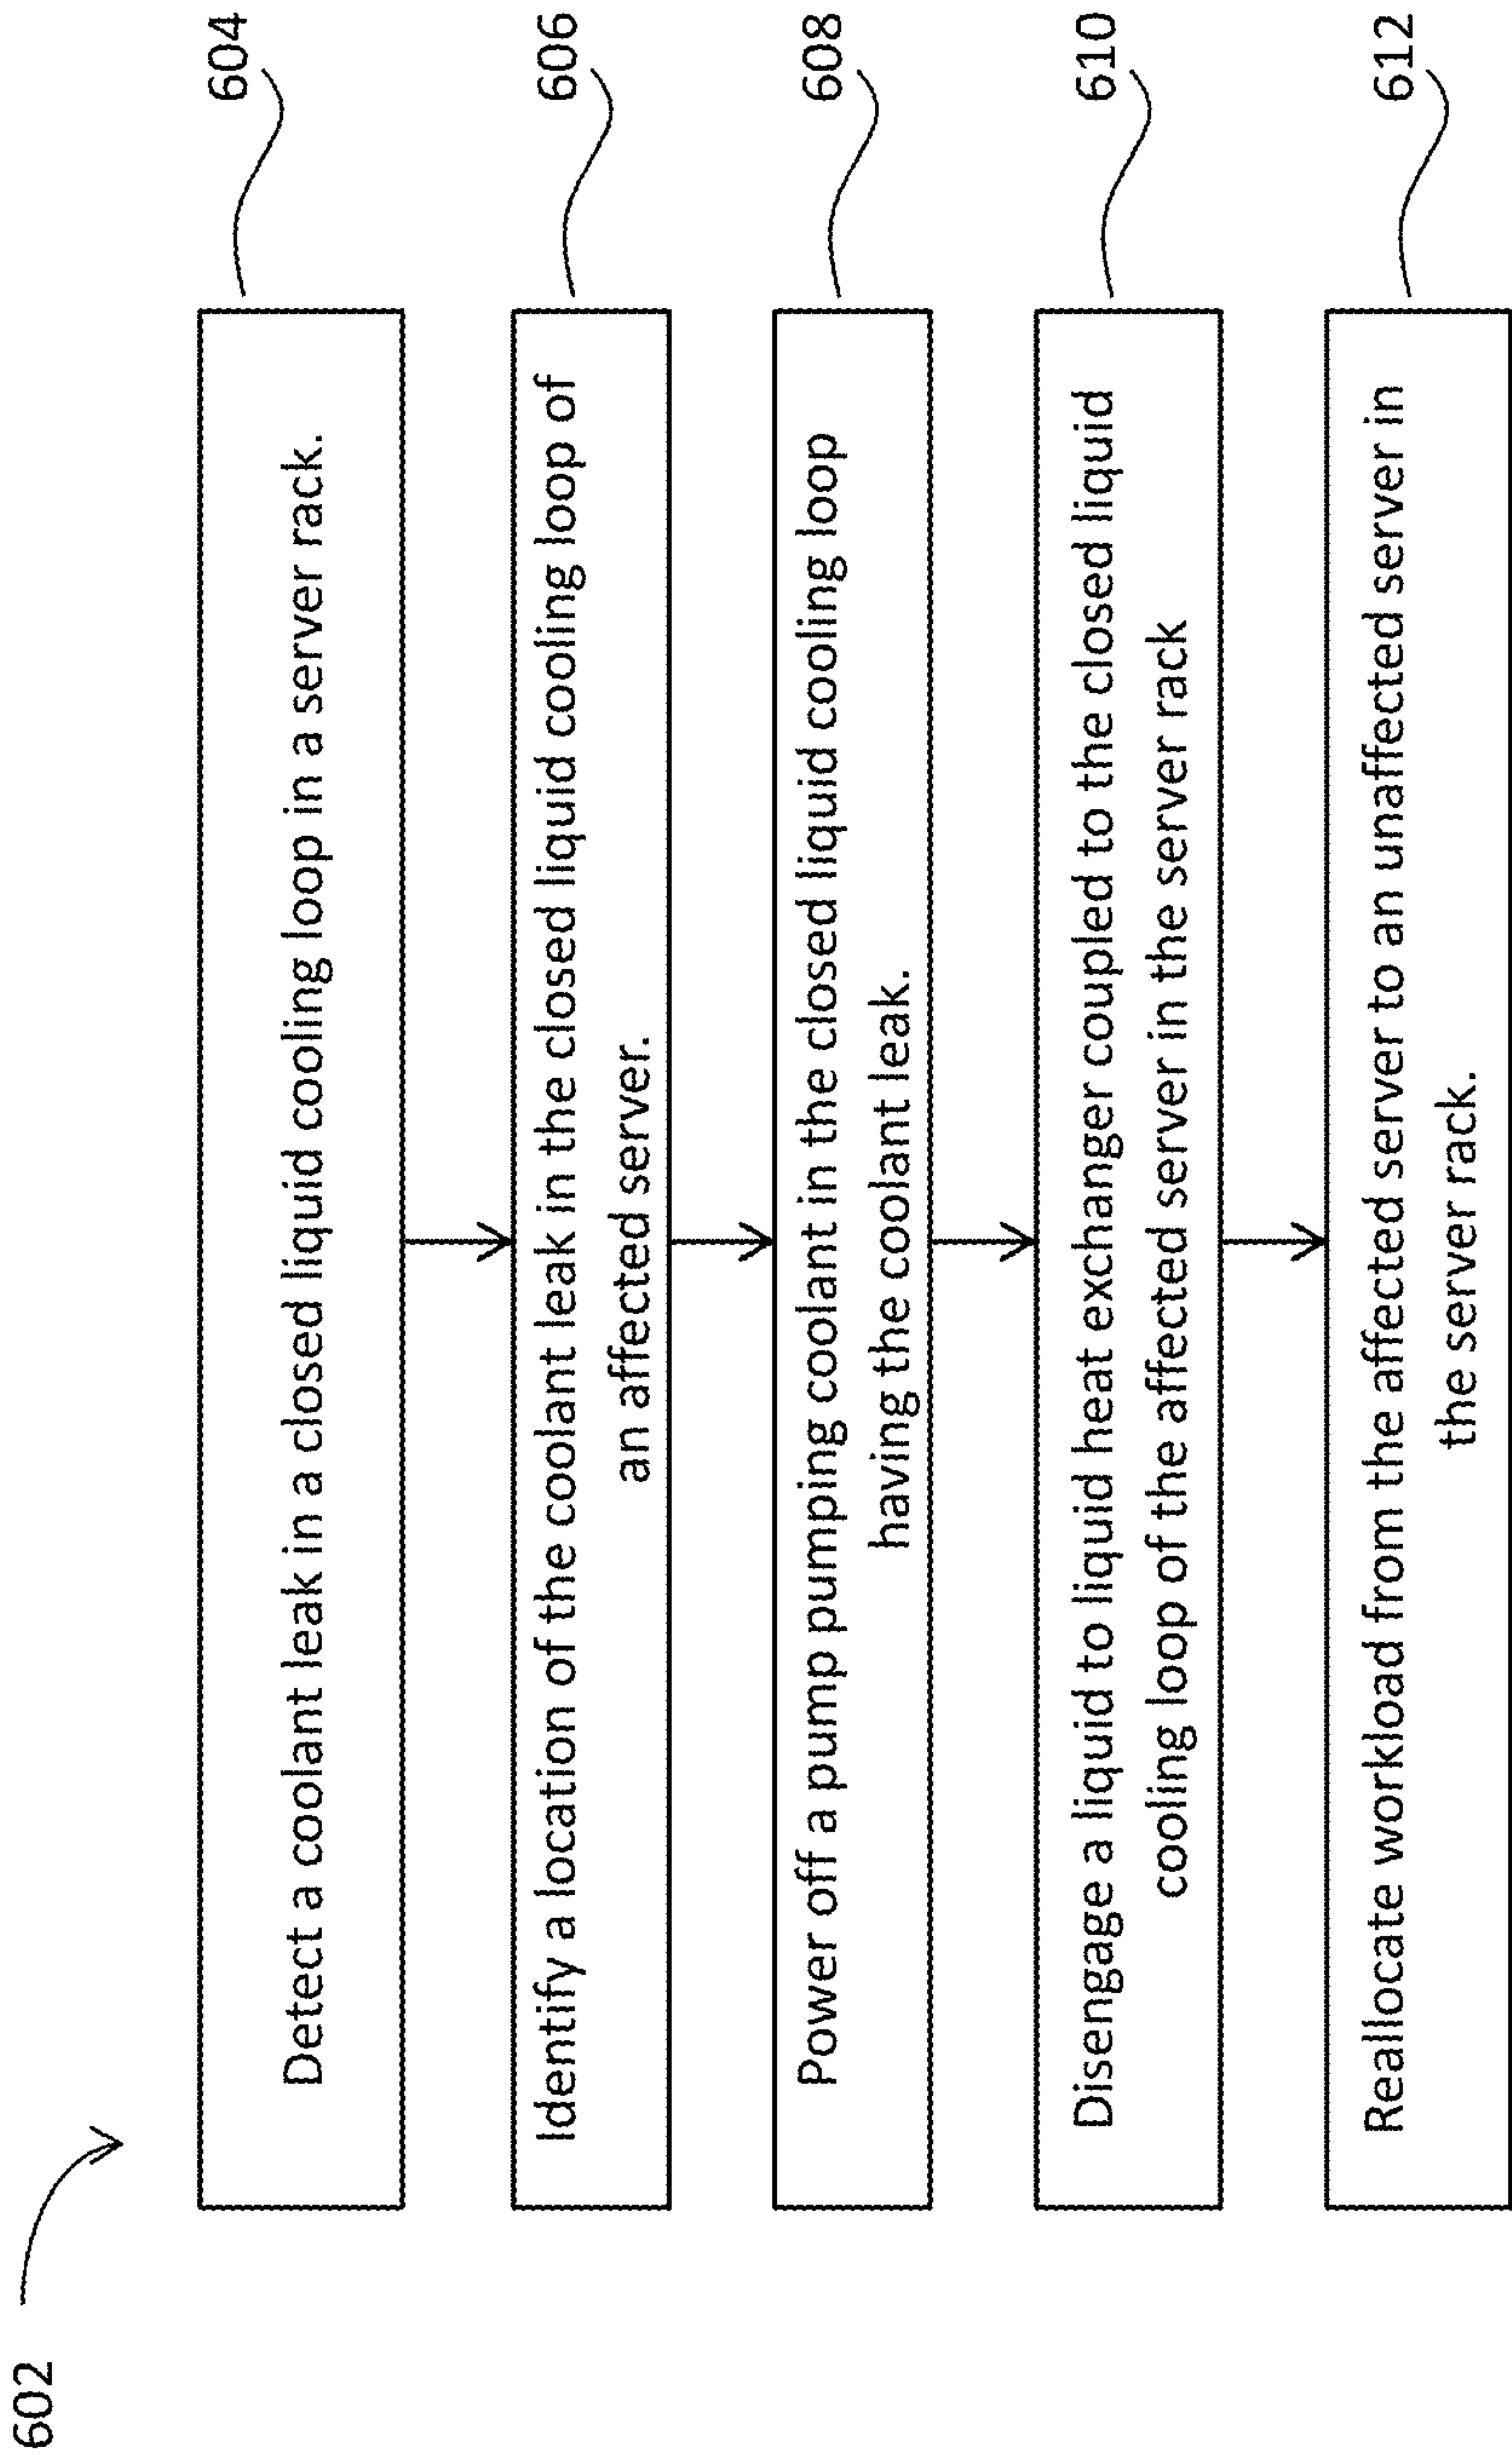 602
Detect a coolant leak in a closed liquid cooling loop in a server rack.
604
Identify a location of the coolant leak in the closed liquid cooling loop of
an affected server.
606
Power off a pump pumping coolant in the closed liquid cooling loop
having the coolant leak.
608
Disengage a liquid to liquid heat exchanger coupled to the closed liquid
cooling loop of the affected server in the server rack
610
Reallocate workload from the affected server to an unaffected server in
the server rack.
612